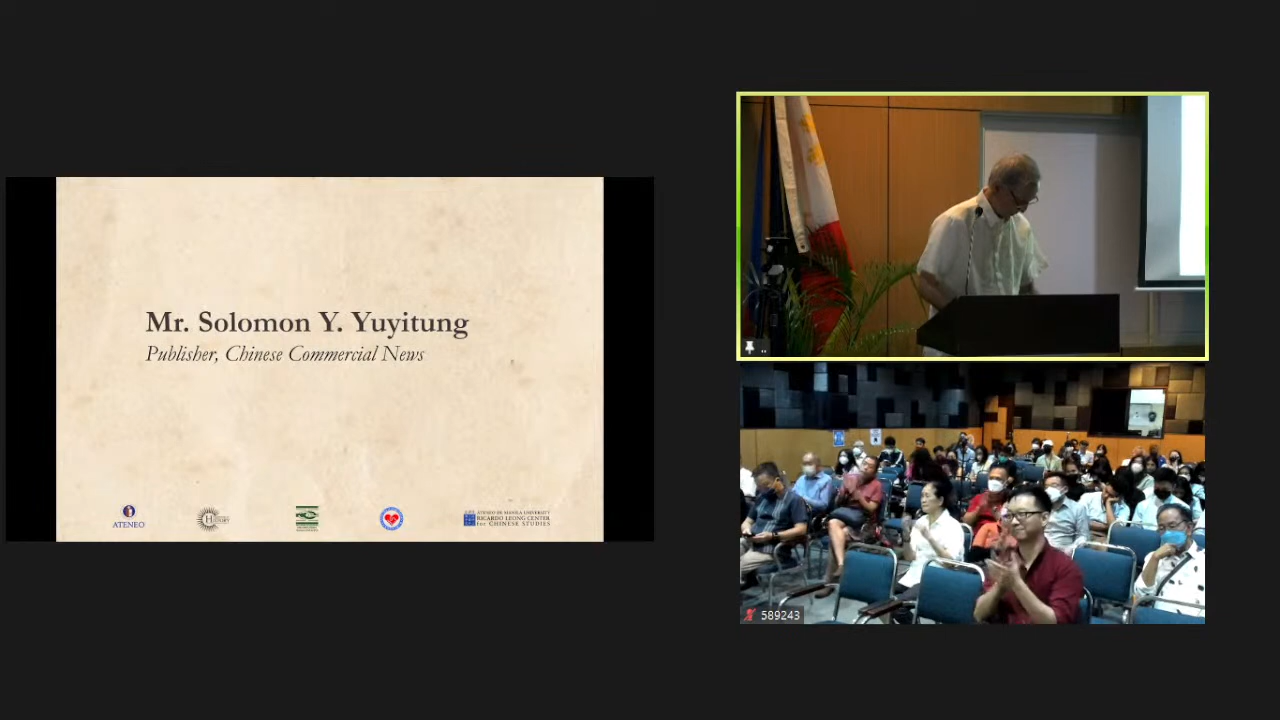 Mr. Solomon Y. Yuyitung
Publisher, Chinese Commercial News
ATENEO
ATENEO DE MANILA UNIVERSITY
RICARDO LEONG CENTER
FOR CHINESE STUDIES
589243